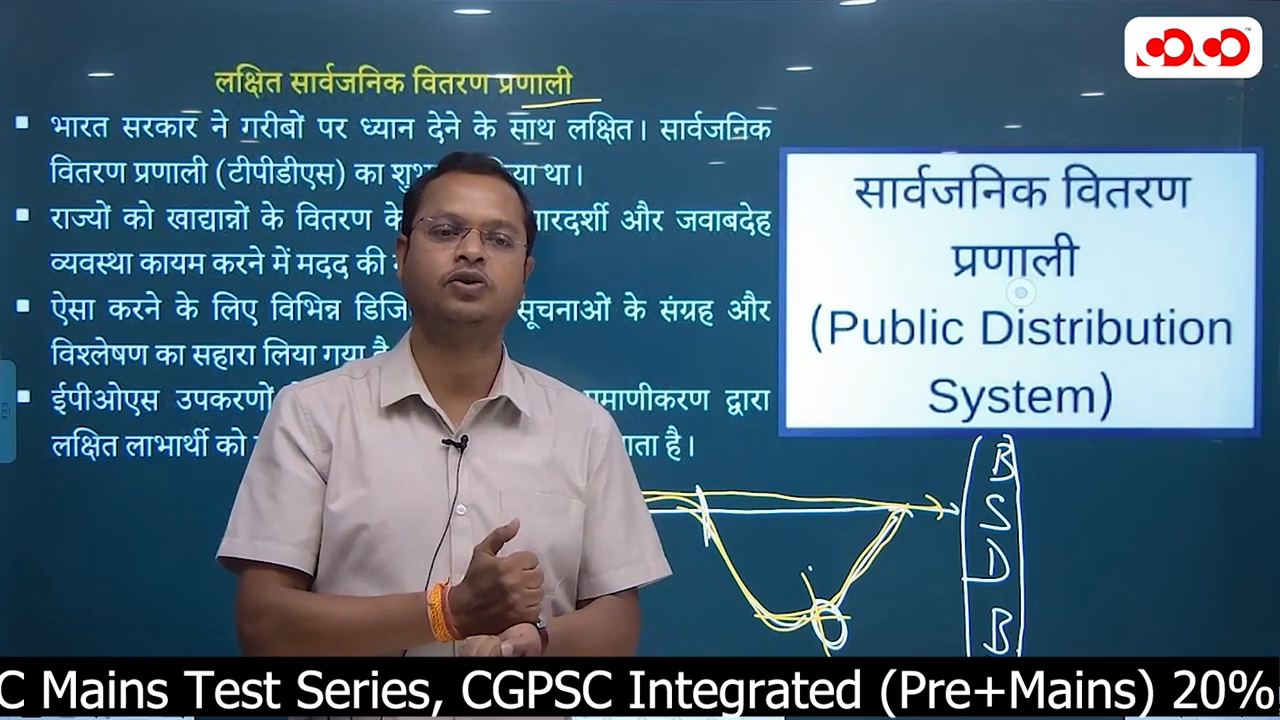 लक्षित सार्वजनिक वितरण प्रणाली
भारत सरकार ने गरीबों पर ध्यान देने के साथ लक्षित। सार्वजनिक
वितरण प्रणाली (टीपीडीएस) का था।
राज्यों को खाद्यान्नों के वितरण और जवाबदेह
व्यवस्था कायम करने में मदद की
ऐसा करने के लिए विभिन्न सूचनाओं के संग्रह और
विश्लेषण का सहारा लिया गया
ईपीओएस उपकरणों द्वारा
लक्षित लाभार्थी को है।
सार्वजनिक वितरण
प्रणाली
(Public Distribution
System)
B
S
D
B
C Mains Test Series, CGPSC Integrated (Pre+Mains) 20%